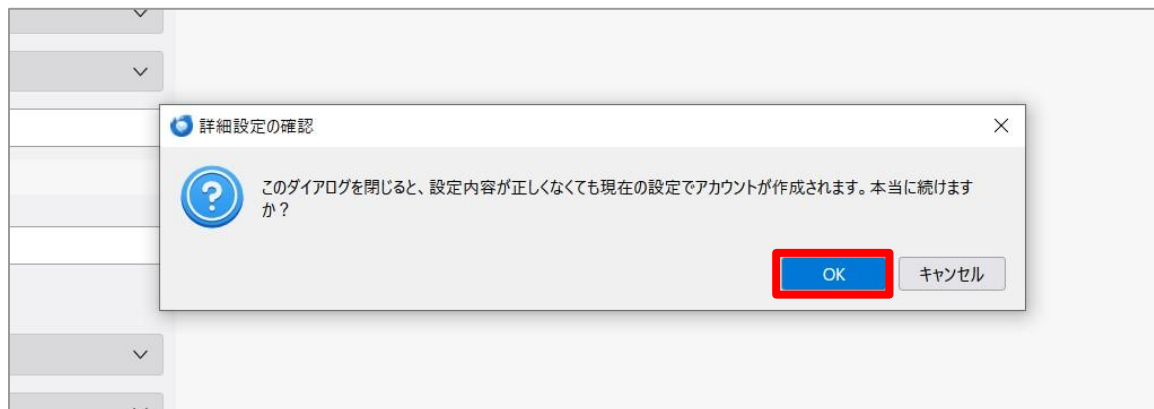 詳細設定の確認
このダイアログを閉じると、設定内容が正しくなくても現在の設定でアカウントが作成されます。本当に続けます
か？
OK キャンセル